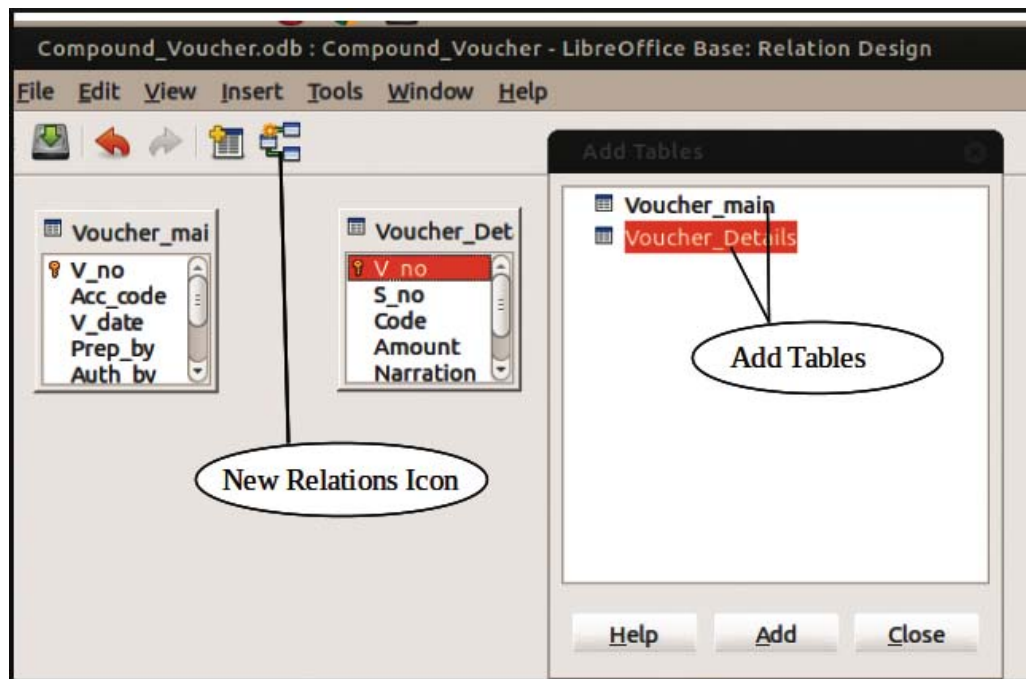 Compound_Voucher.odb : Compound_Voucher - LibreOffice Base: Relation Design
File Edit View Insert Tools Window Help
Add Tables
Voucher_mai
V_no
Acc_code
V_date
Prep_by
Auth_by
Voucher_Det
V_no
S_no
Code
Amount
Narration
Voucher_main
Voucher_Details
Add Tables
New Relations Icon
Help Add Close